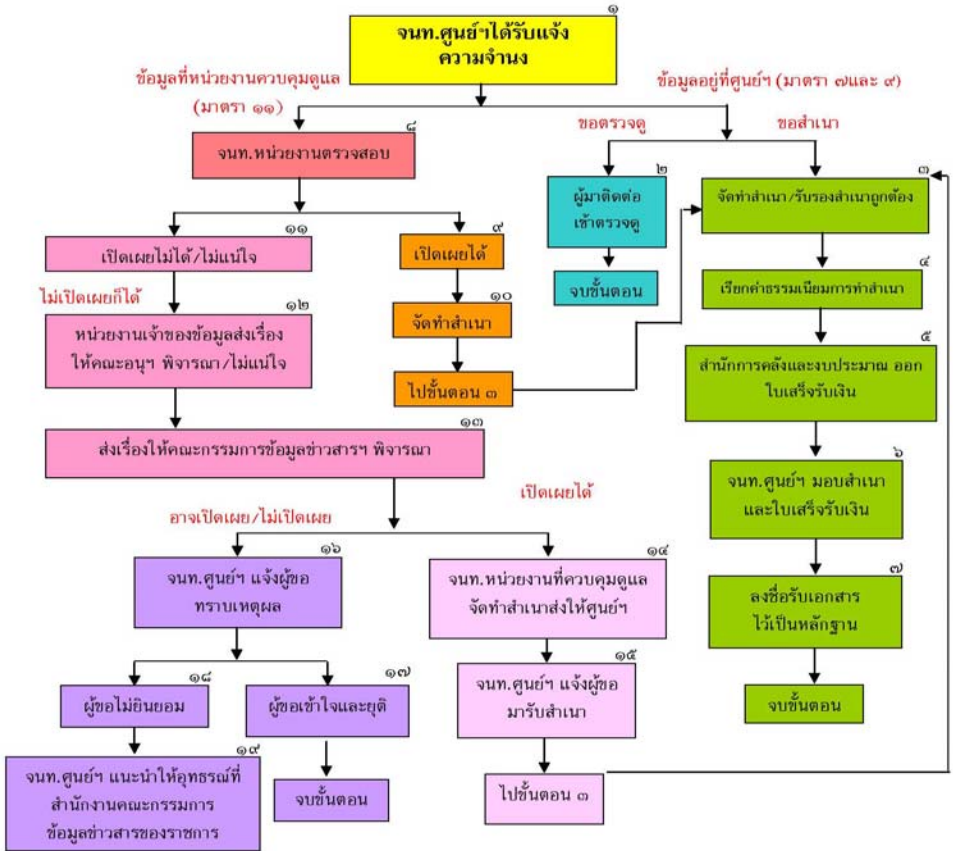 ๑
จนท.ศูนย์ฯได้รับแจ้ง
ความจำนง
ข้อมูลที่หน่วยงานควบคุมดูแล
(มาตรา ๑๑)
ข้อมูลอยู่ที่ศูนย์ฯ (มาตรา ๗และ ๙)
ขอตรวจดู
ขอสำเนา
๘
จนท.หน่วยงานตรวจสอบ
๒
ผู้มาติดต่อ
เข้าตรวจดู
จบขั้นตอน
๓
จัดทำสำเนา/รับรองสำเนาถูกต้อง
๑๑
เปิดเผยไม่ได้/ไม่แน่ใจ
๙
เปิดเผยได้
ไม่เปิดเผยก็ได้
๑๐
จัดทำสำเนา
ไปขั้นตอน ๓
๔
เรียกค่าธรรมเนียมการทำสำเนา
๑๒
หน่วยงานเจ้าของข้อมูลส่งเรื่อง
ให้คณะอนุฯ พิจารณา/ไม่แน่ใจ
๕
สำนักการคลังและงบประมาณ ออก
ใบเสร็จรับเงิน
๑๓
ส่งเรื่องให้คณะกรรมการข้อมูลข่าวสารฯ พิจารณา
๖
จนท.ศูนย์ฯ มอบสำเนา
และใบเสร็จรับเงิน
อาจเปิดเผย/ไม่เปิดเผย
เปิดเผยได้
๑๖
จนท.ศูนย์ฯ แจ้งผู้ขอ
ทราบเหตุผล
๑๔
จนท.หน่วยงานที่ควบคุมดูแล
จัดทำสำเนาส่งให้ศูนย์ฯ
๗
ลงชื่อรับเอกสาร
ไว้เป็นหลักฐาน
จบขั้นตอน
๑๘
ผู้ขอไม่ยินยอม
๑๗
ผู้ขอเข้าใจและยุติ
๑๕
จนท.ศูนย์ฯ แจ้งผู้ขอ
มารับสำเนา
๑๙
จนท.ศูนย์ฯ แนะนำให้อุทธรณ์ที่
สำนักงานคณะกรรมการ
ข้อมูลข่าวสารของราชการ
จบขั้นตอน
ไปขั้นตอน ๓